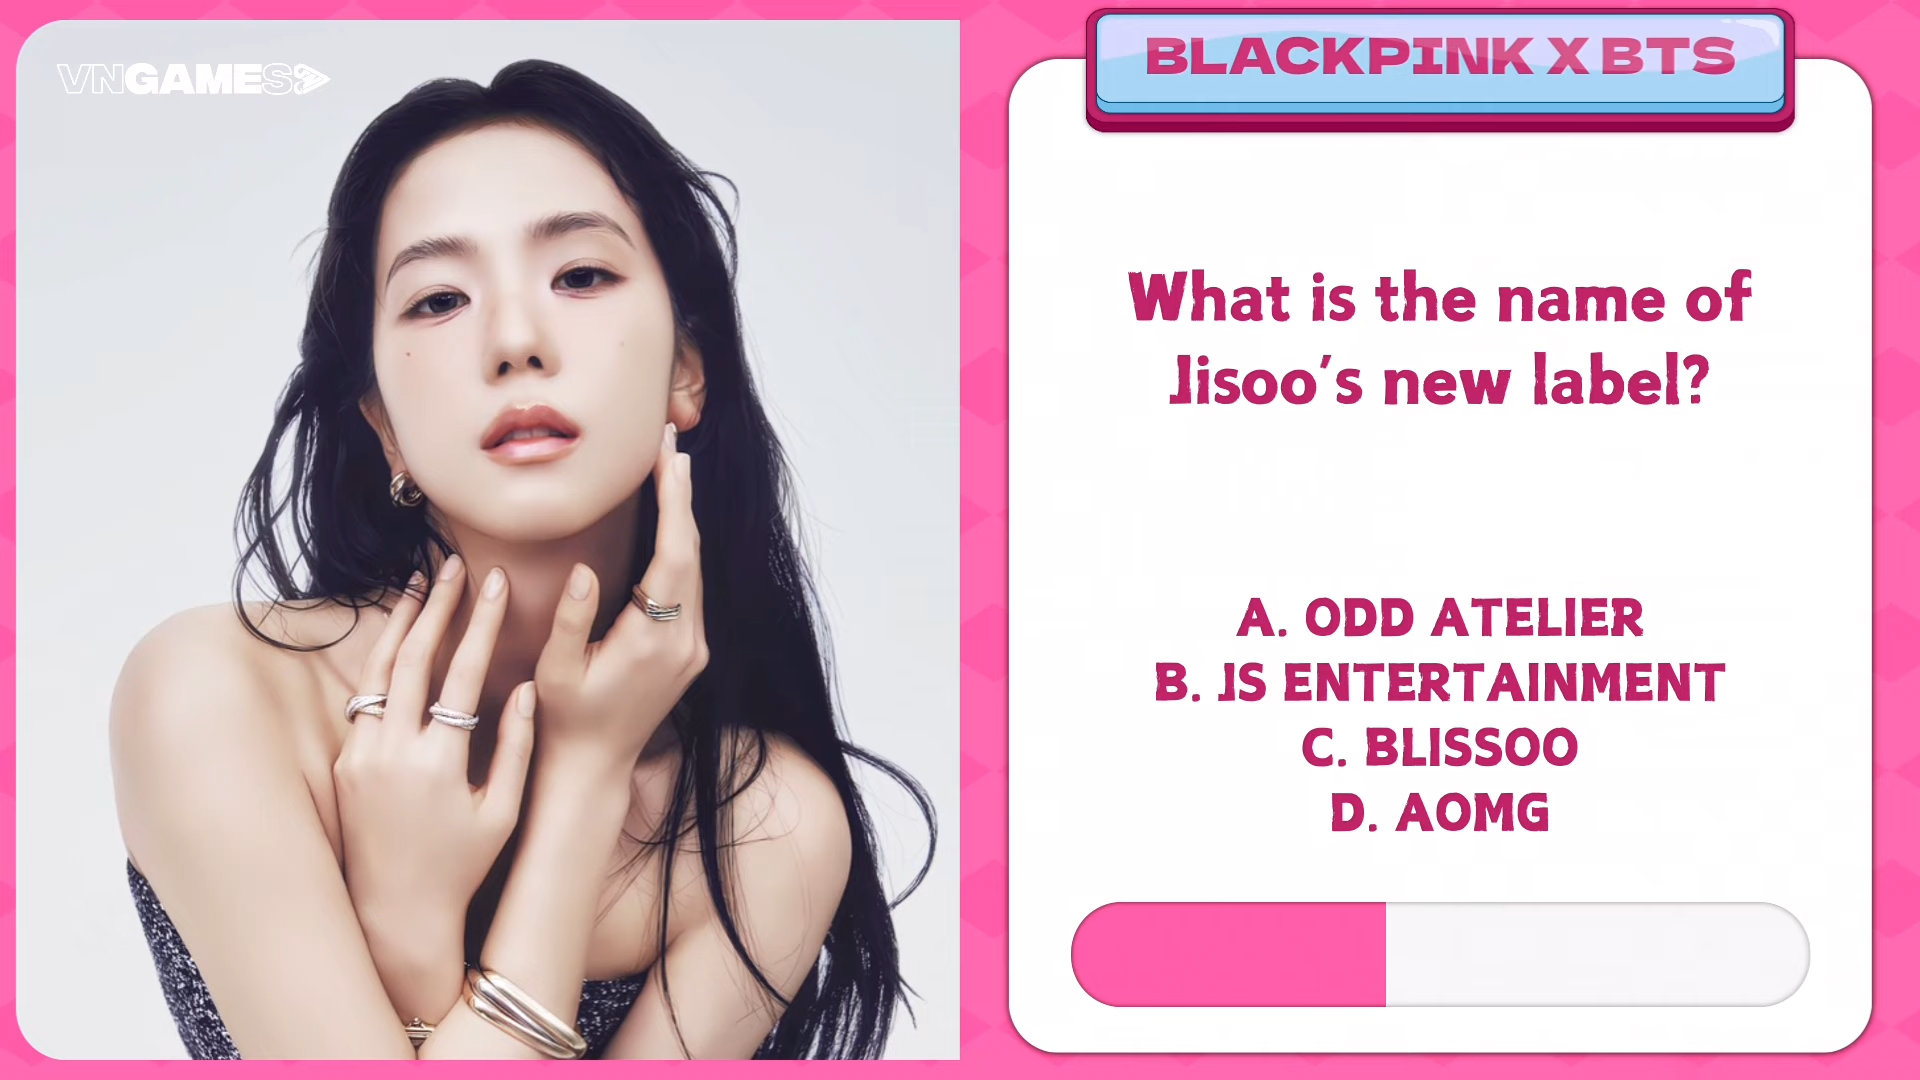 VNGAMES
BLACKPINK X BTS
What is the name of
Jisoo's new label?
A. ODD ATELIER
B. JS ENTERTAINMENT
C. BLISSOO
D. AOMG